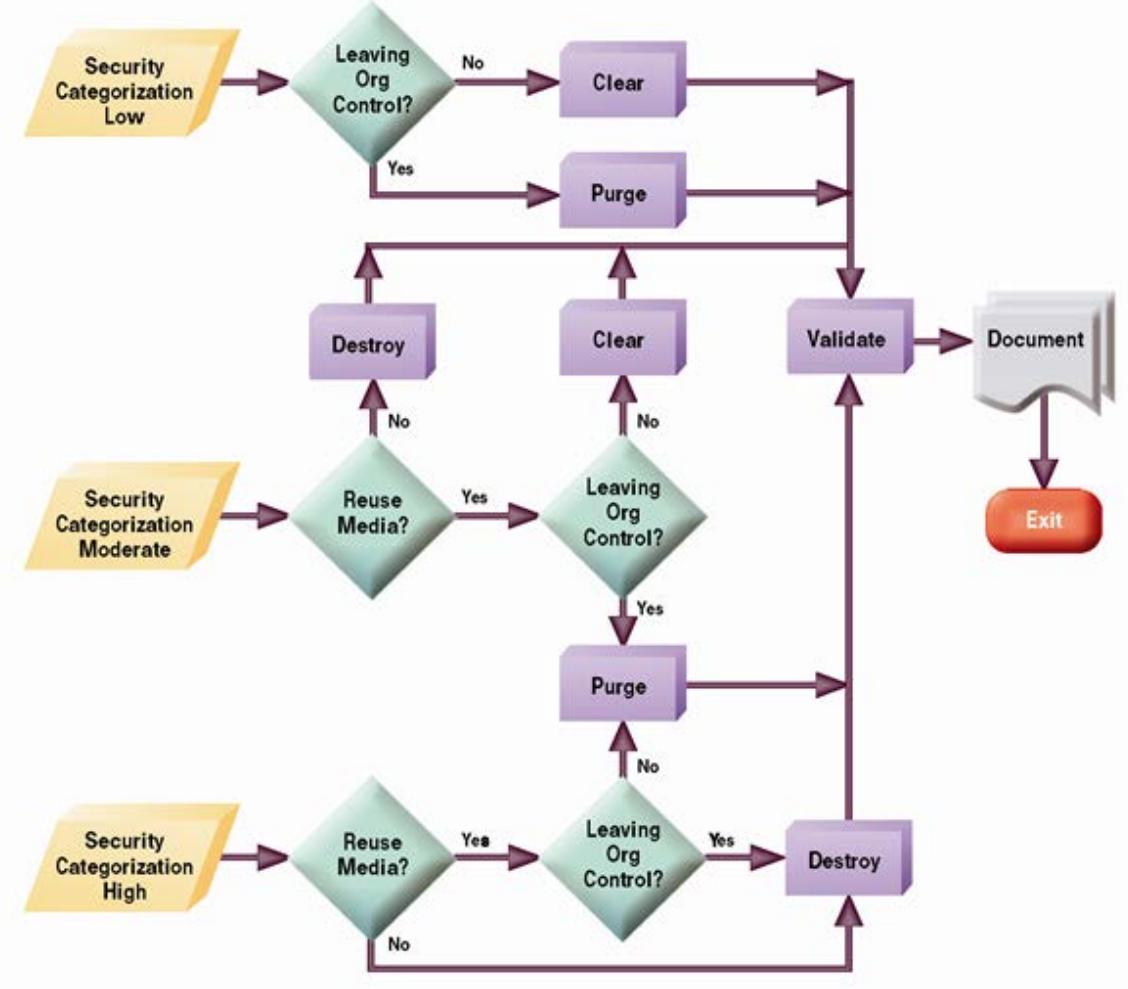 Security
Categorization
Low
Leaving
Org
Control?
No
Clear
Yes
Purge
Destroy
Clear
Validate
Document
No
No
Security
Categorization
Moderate
Reuse
Media?
Yes
Leaving
Org
Control?
Exit
Yes
Purge
No
Security
Categorization
High
Reuse
Media?
Yes
Leaving
Org
Control?
Yes
Destroy
No